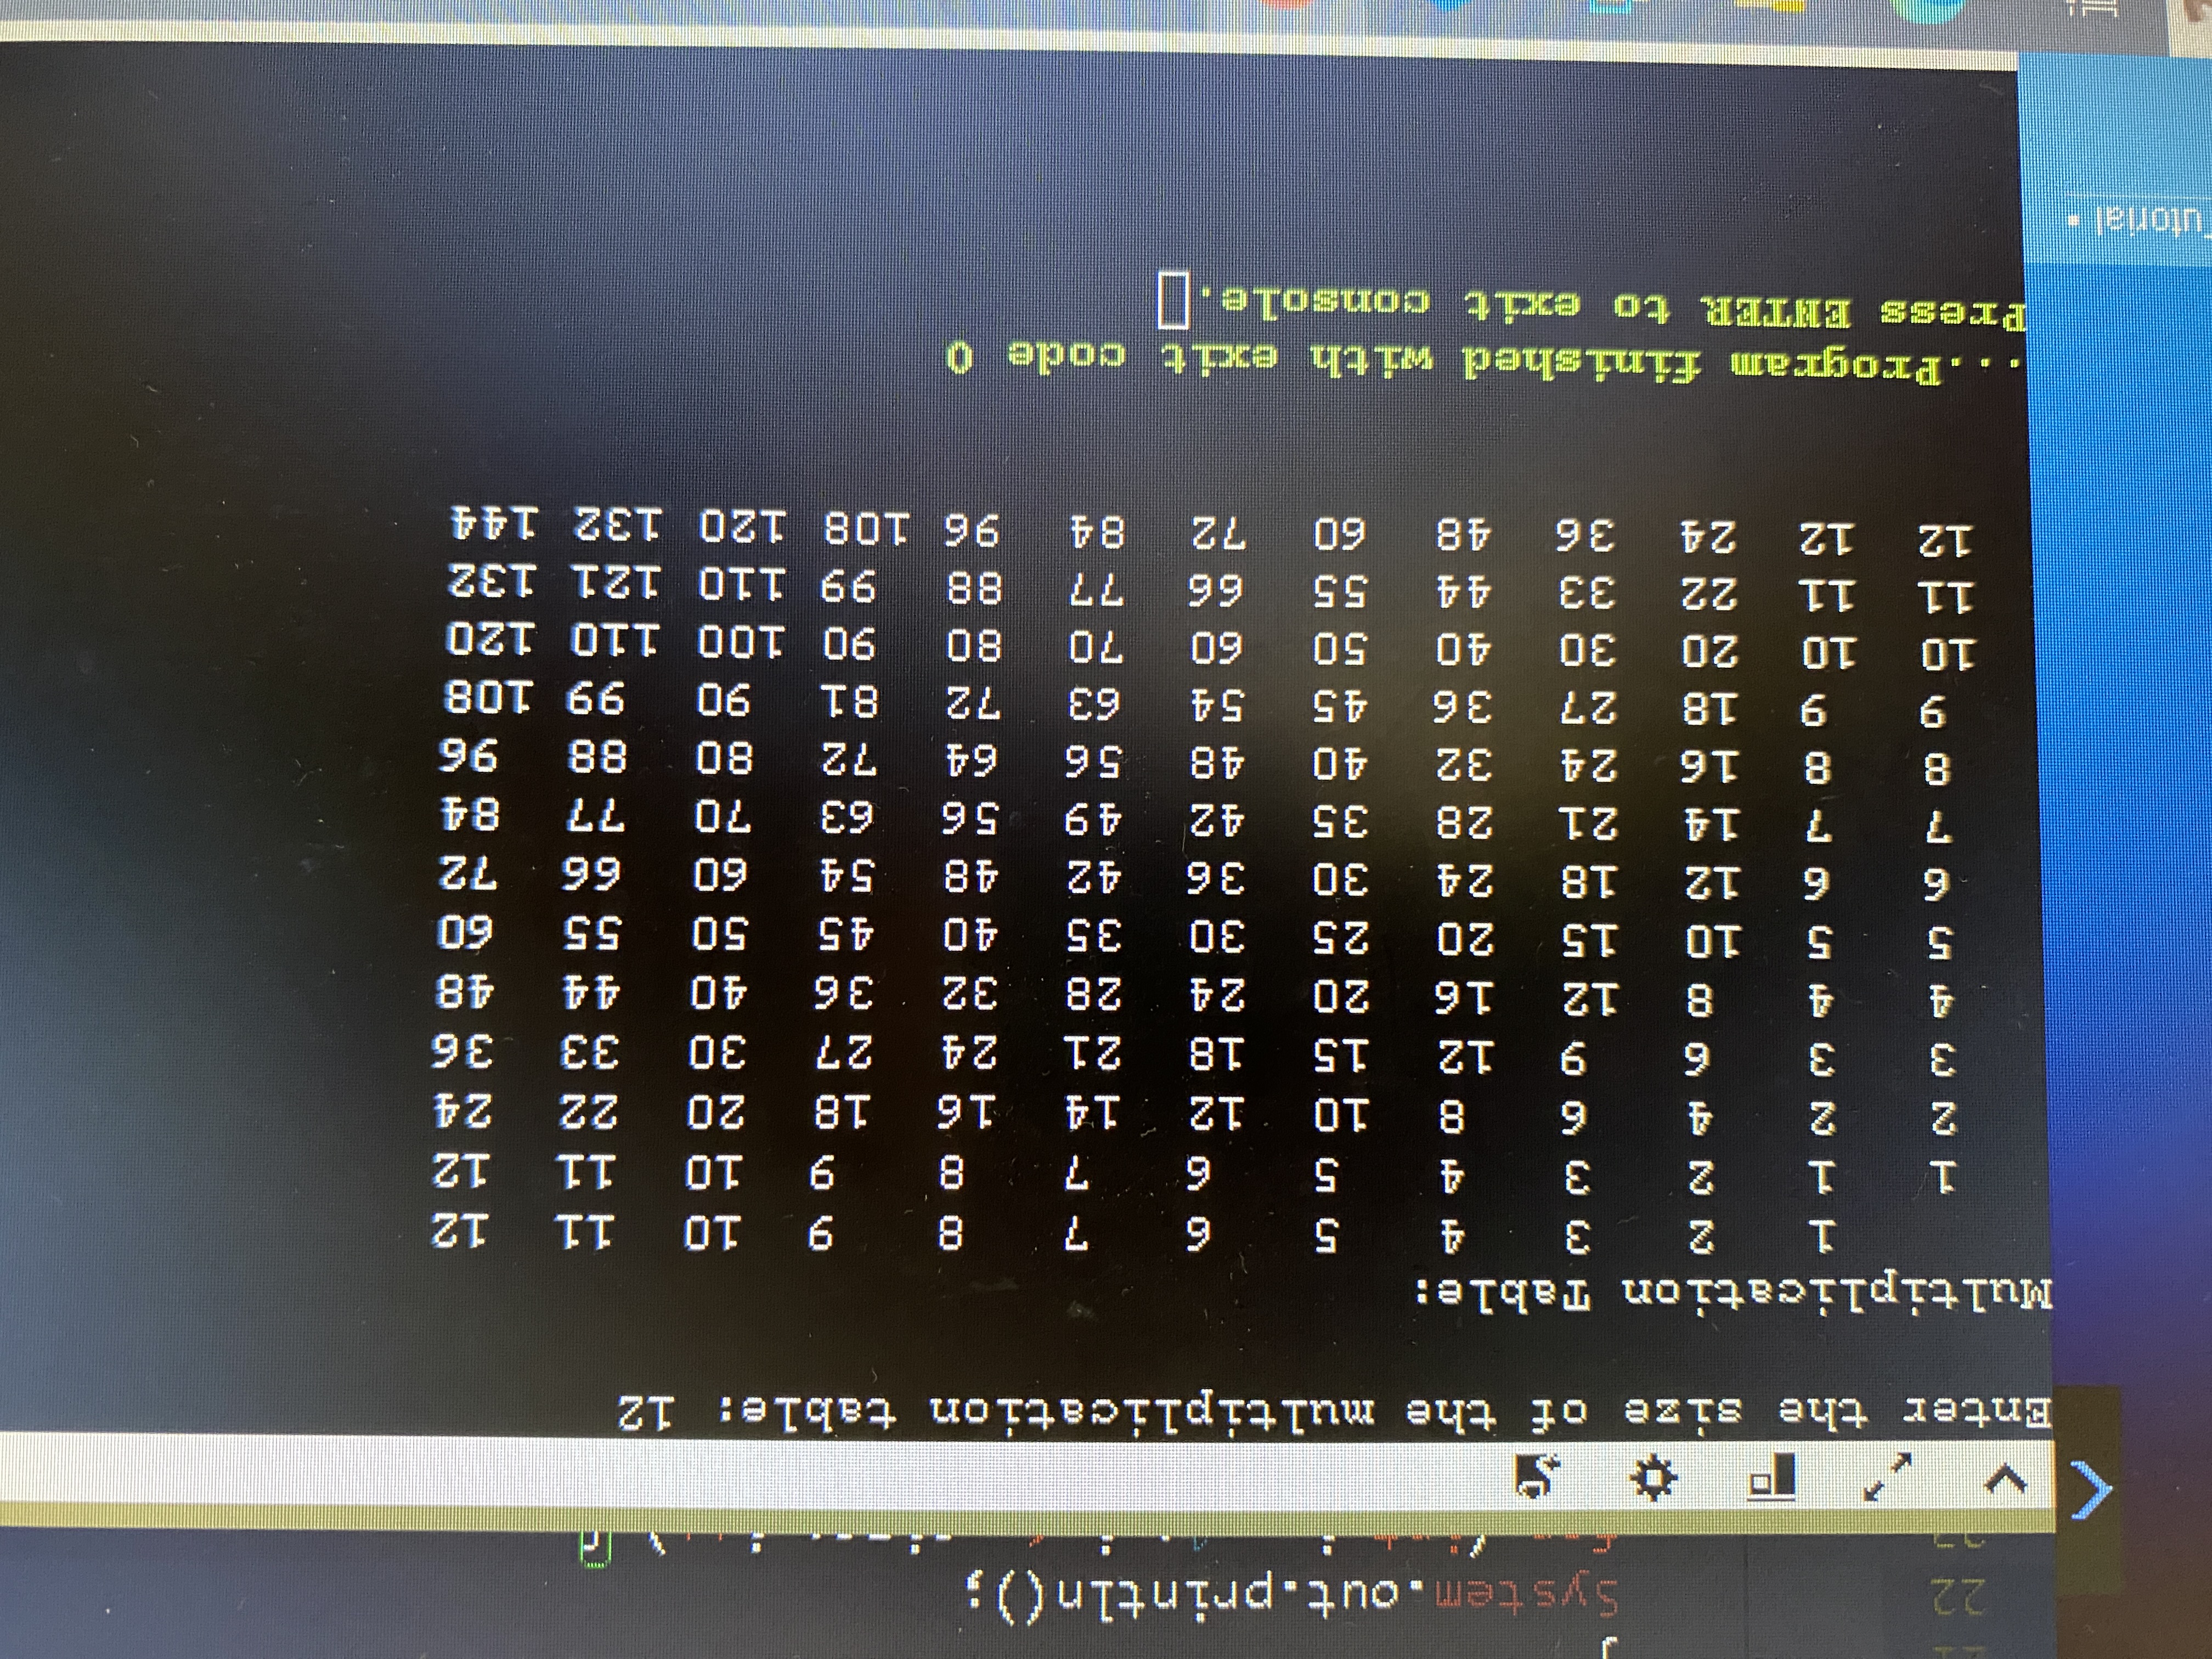 22 System.out.println();
Enter the size of the multiplication table: 12
Multiplication Table:
1 2 3 4 5 6 7 8 9 10 11 12
1 1 2 3 4 5 6 7 8 9 10 11 12
2 2 4 6 8 10 12 14 16 18 20 22 24
3 3 6 9 12 15 18 21 24 27 30 33 36
4 4 8 12 16 20 24 28 32 36 40 44 48
5 5 10 15 20 25 30 35 40 45 50 55 60
6 6 12 18 24 30 36 42 48 54 60 66 72
7 7 14 21 28 35 42 49 56 63 70 77 84
8 8 16 24 32 40 48 56 64 72 80 88 96
9 9 18 27 36 45 54 63 72 81 90 99 108
10 10 20 30 40 50 60 70 80 90 100 110 120
11 11 22 33 44 55 66 77 88 99 110 121 132
12 12 24 36 48 60 72 84 96 108 120 132 144
...Program finished with exit code 0
Press ENTER to exit console.
utorial